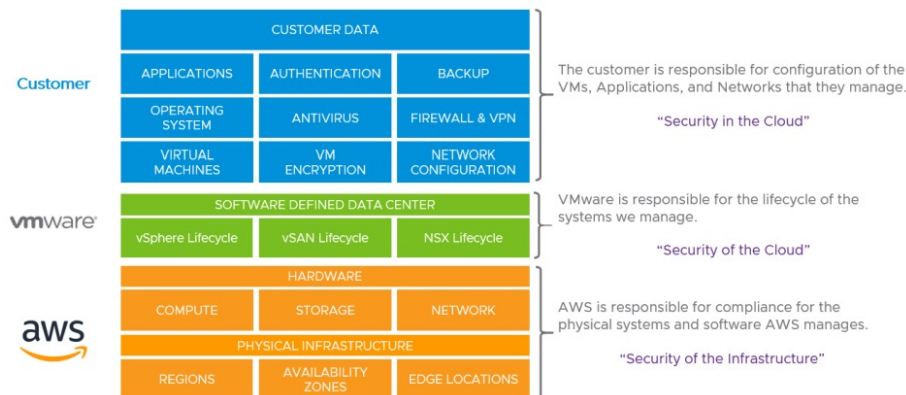 CUSTOMER DATA
Customer
APPLICATIONS
AUTHENTICATION
BACKUP
OPERATING
SYSTEM
ANTIVIRUS
FIREWALL & VPN
VIRTUAL
MACHINES
VM
ENCRYPTION
NETWORK
CONFIGURATION
The customer is responsible for configuration of the
VMs, Applications, and Networks that they manage.
“Security in the Cloud”
vmware®
SOFTWARE DEFINED DATA CENTER
vSphere Lifecycle
vSAN Lifecycle
NSX Lifecycle
VMware is responsible for the lifecycle of the
systems we manage.
“Security of the Cloud”
aws
HARDWARE
COMPUTE
STORAGE
NETWORK
PHYSICAL INFRASTRUCTURE
REGIONS
AVAILABILITY
ZONES
EDGE LOCATIONS
AWS is responsible for compliance for the
physical systems and software AWS manages.
“Security of the Infrastructure”